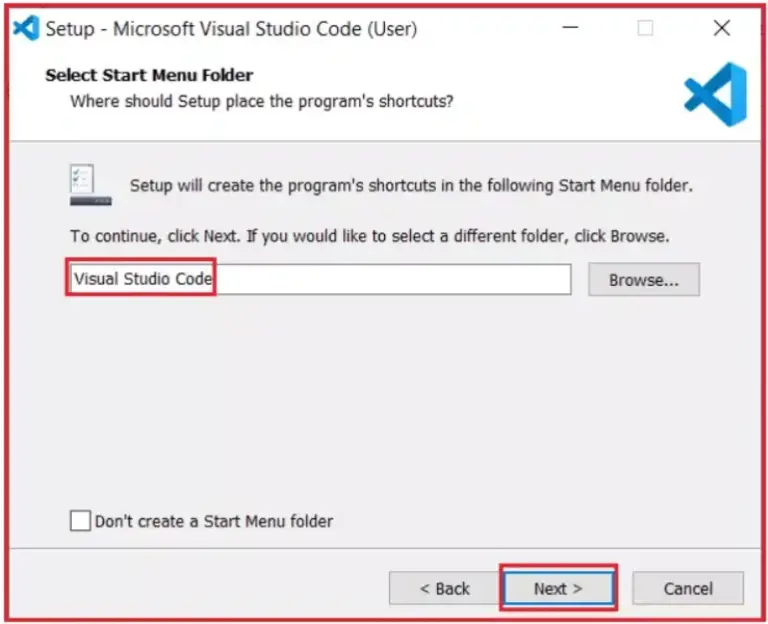 Setup - Microsoft Visual Studio Code (User)
Select Start Menu Folder
Where should Setup place the program's shortcuts?
Setup will create the program's shortcuts in the following Start Menu folder.
To continue, click Next. If you would like to select a different folder, click Browse.
Visual Studio Code
Browse...
Don't create a Start Menu folder
< Back
Next >
Cancel